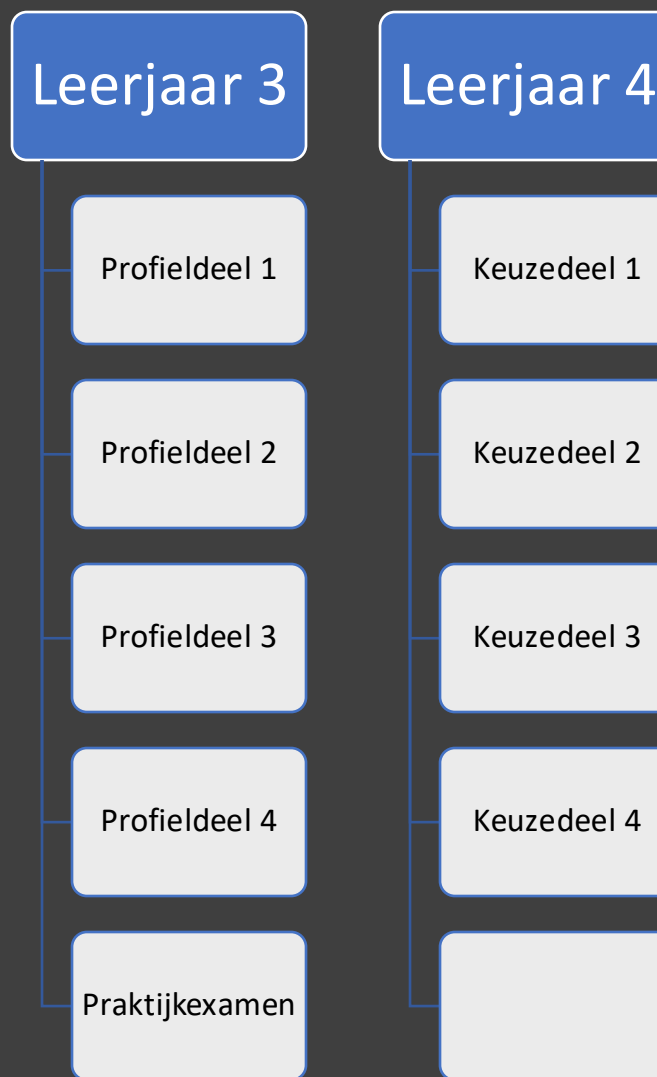 Leerjaar 3
Profieldeel 1
Profieldeel 2
Profieldeel 3
Profieldeel 4
Praktijkexamen
Leerjaar 4
Keuzedeel 1
Keuzedeel 2
Keuzedeel 3
Keuzedeel 4